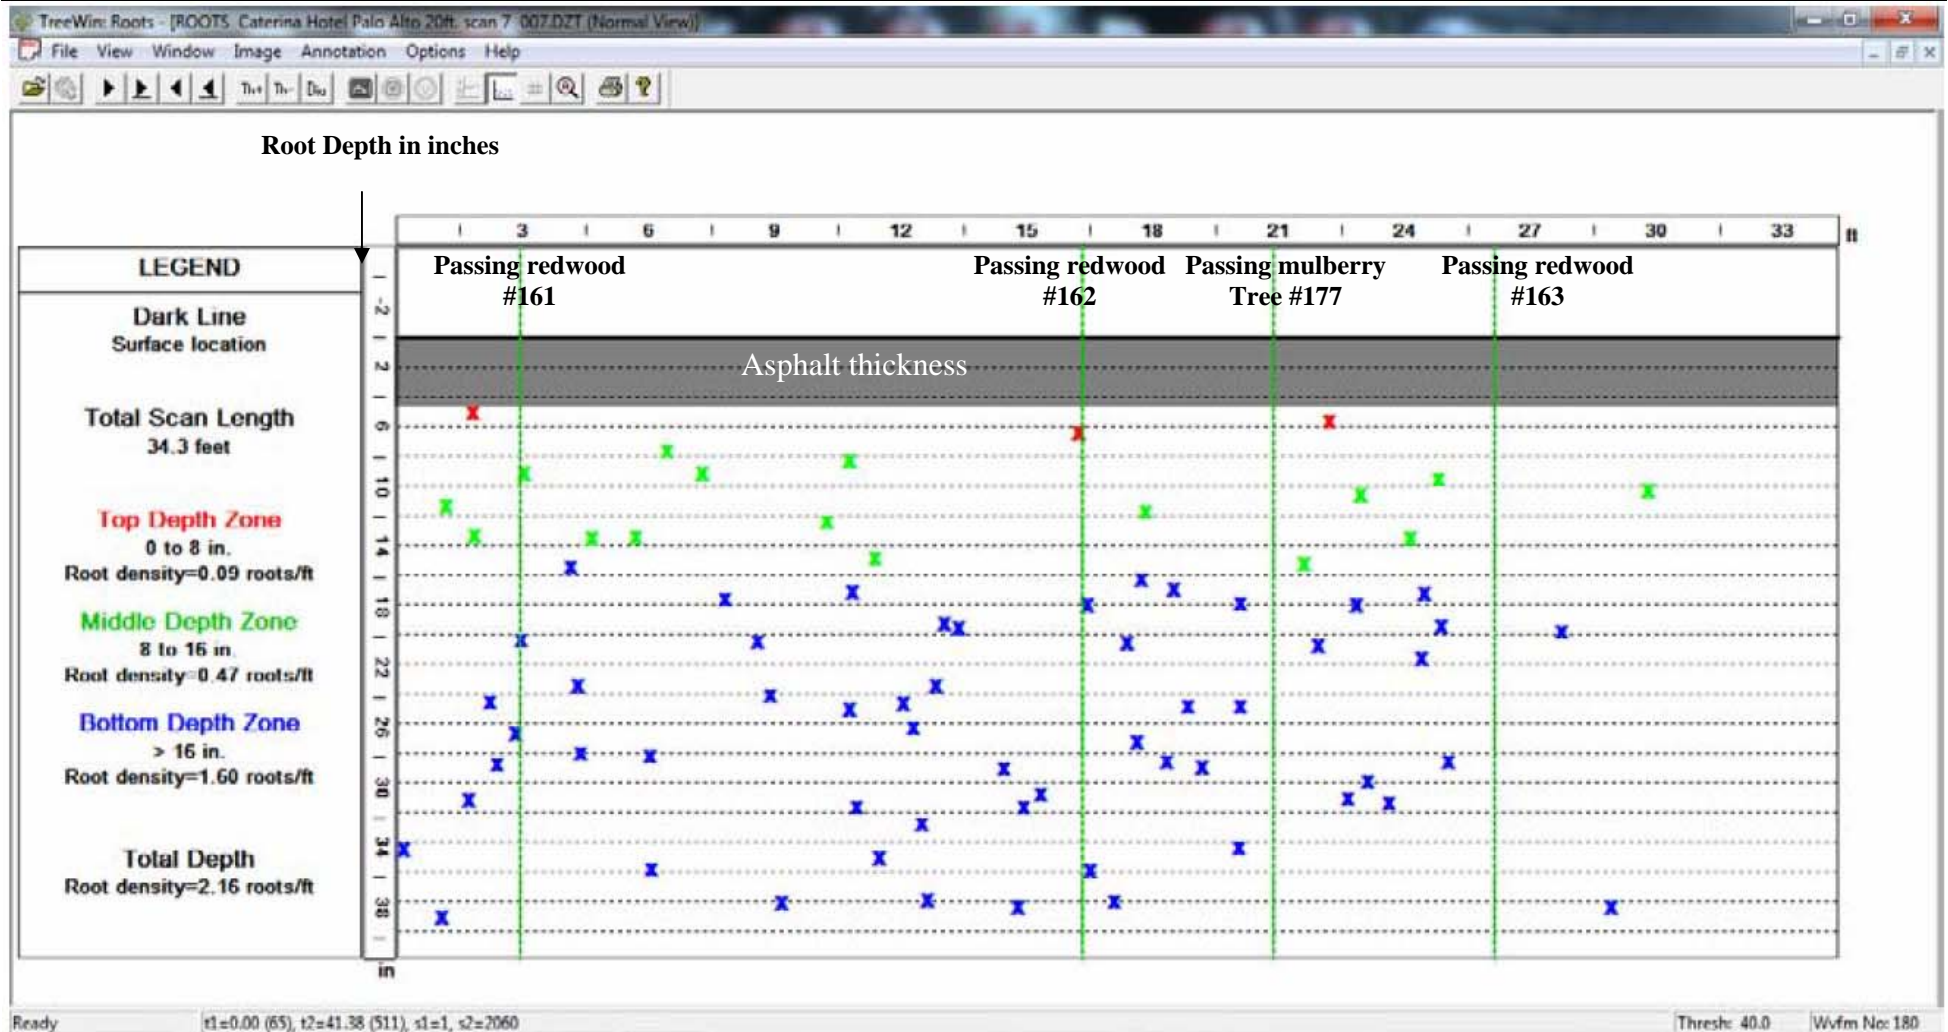 TreeWin: Roots - [ROOTS Caterina Hotel Palo Alto 20ft. scan 7 007.DZT (Normal View)]
File View Window Image Annotation Options Help
Root Depth in inches
3 6 9 12 15 18 21 24 27 30 33 ft
LEGEND
Dark Line
Surface location
Total Scan Length
34.3 feet
Top Depth Zone
0 to 8 in.
Root density=0.09 roots/ft
Middle Depth Zone
8 to 16 in.
Root density=0.47 roots/ft
Bottom Depth Zone
> 16 in.
Root density=1.60 roots/ft
Total Depth
Root density=2.16 roots/ft
-2
2
6
10
14
18
22
26
30
34
38
in
Passing redwood
#161
Passing redwood
#162
Passing mulberry
Tree #177
Passing redwood
#163
Asphalt thickness
Ready t1=0.00 (65), t2=41.38 (511), s1=1, s2=2060 Thresh: 40.0 Wvfm No: 180